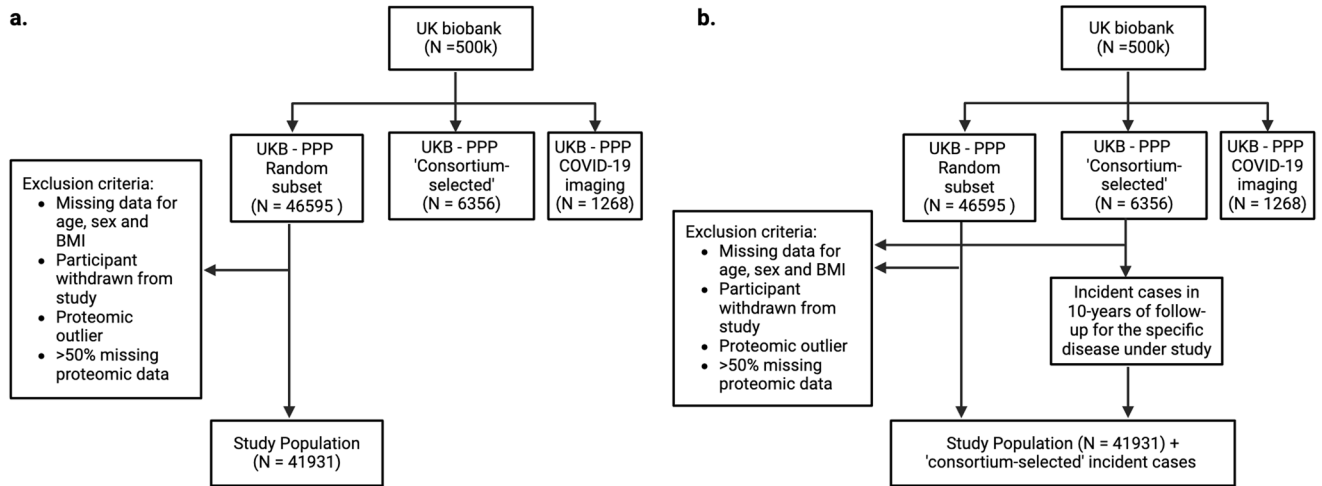 a.
UK biobank
(N =500k)
UKB - PPP
Random
subset
(N = 46595 )
UKB - PPP
'Consortium-
selected'
(N = 6356)
UKB - PPP
COVID-19
imaging
(N = 1268)
Exclusion criteria:
• Missing data for
age, sex and
BMI
• Participant
withdrawn from
study
• Proteomic
outlier
• >50% missing
proteomic data
Study Population
(N = 41931)
b.
UK biobank
(N =500k)
UKB - PPP
Random
subset
(N = 46595 )
UKB - PPP
'Consortium-
selected'
(N = 6356)
UKB - PPP
COVID-19
imaging
(N = 1268)
Exclusion criteria:
• Missing data for
age, sex and BMI
• Participant
withdrawn from
study
• Proteomic outlier
• >50% missing
proteomic data
Incident cases in
10-years of follow-
up for the specific
disease under study
Study Population (N = 41931) +
'consortium-selected' incident cases